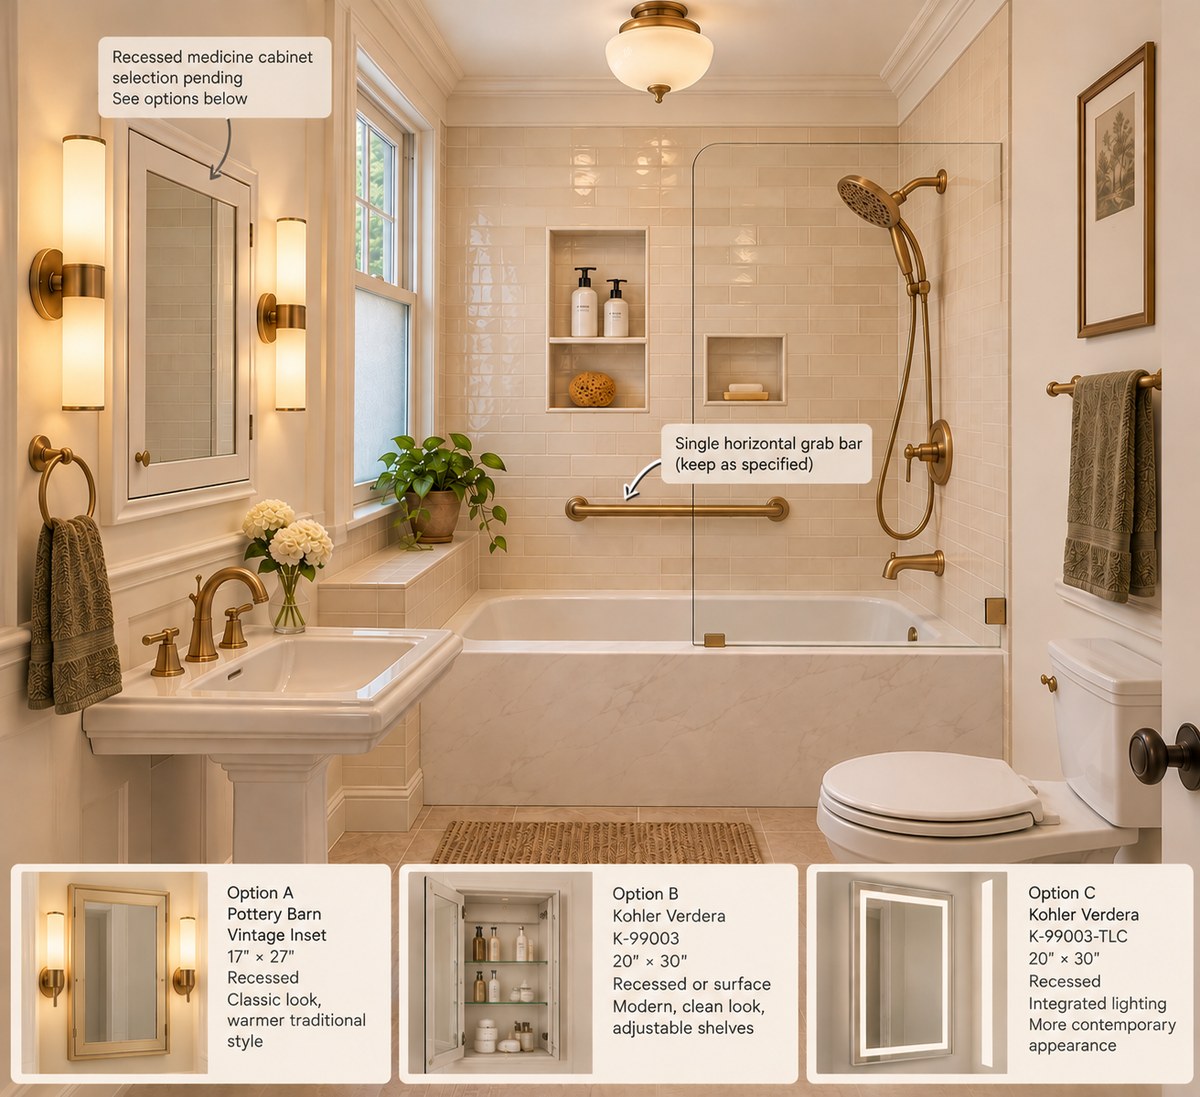 Recessed medicine cabinet
selection pending
See options below
Single horizontal grab bar
(keep as specified)
Option A
Pottery Barn
Vintage Inset
17" × 27"
Recessed
Classic look,
warmer traditional
style
Option B
Kohler Verdera
K-99003
20" × 30"
Recessed or surface
Modern, clean look,
adjustable shelves
Option C
Kohler Verdera
K-99003-TLC
20" × 30"
Recessed
Integrated lighting
More contemporary
appearance